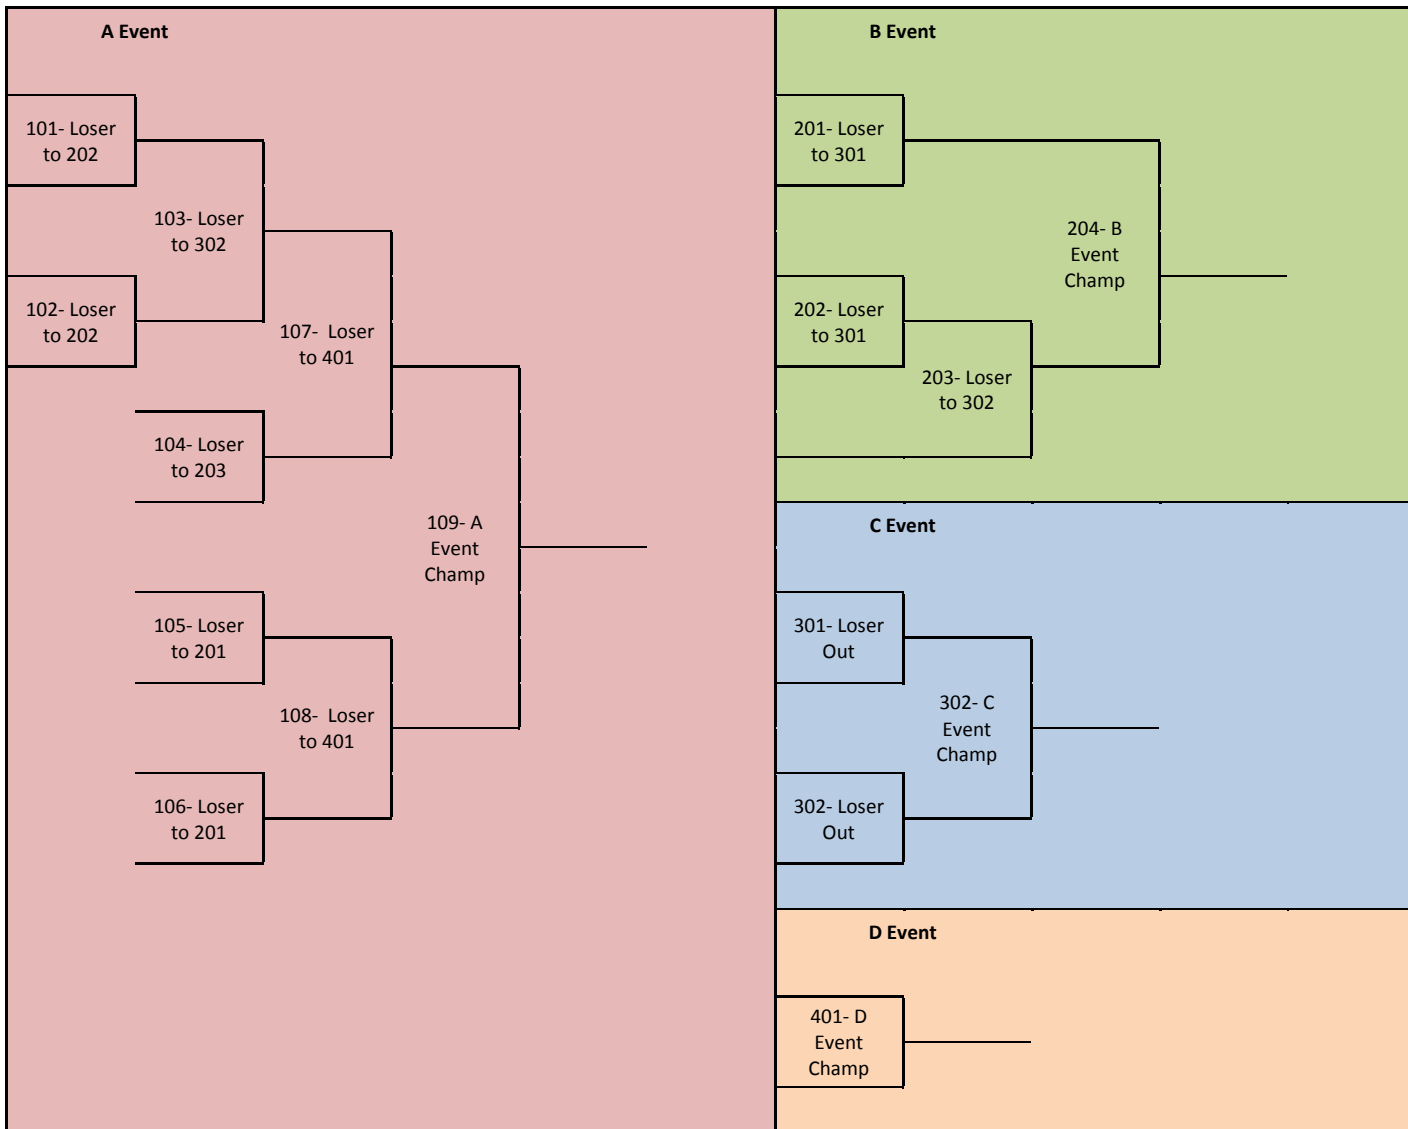 A Event
101- Loser
to 202
103- Loser
to 302
102- Loser
to 202
107-  Loser
to 401
104- Loser
to 203
109- A
Event
Champ
105- Loser
to 201
108-  Loser
to 401
106- Loser
to 201
B Event
201- Loser
to 301
204- B
Event
Champ
202- Loser
to 301
203- Loser
to 302
C Event
301- Loser
Out
302- C
Event
Champ
302- Loser
Out
D Event
401- D
Event
Champ